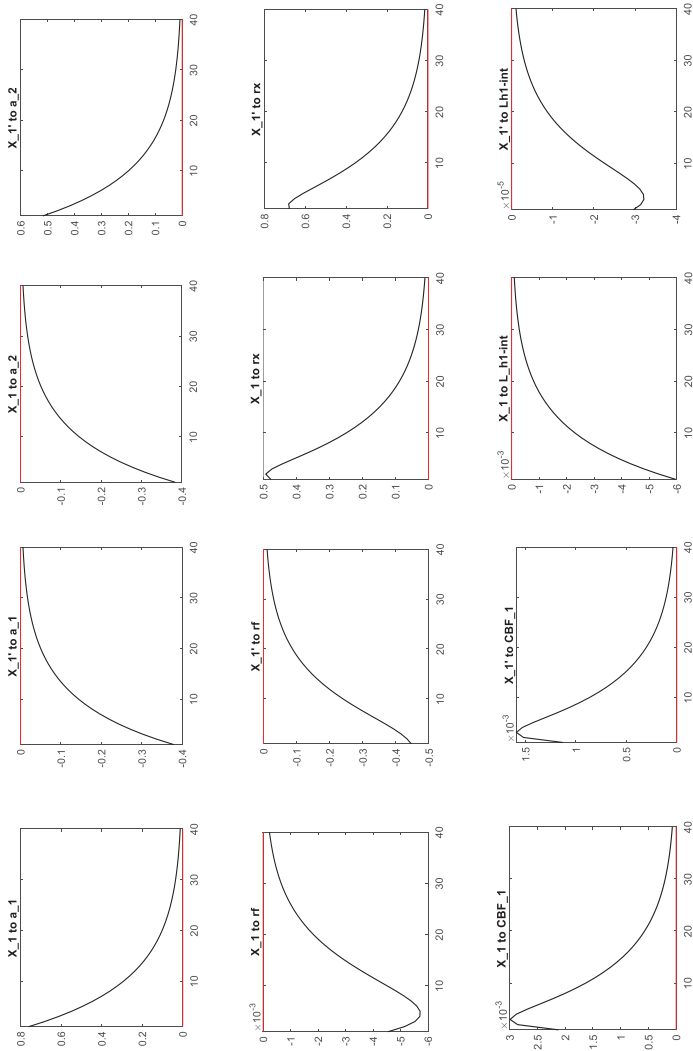 X_1 to a_1
0.8
0.6
0.4
0.2
0
10 20 30 40
X_1' to a_1
0
-0.1
-0.2
-0.3
-0.4
10 20 30 40
X_1 to a_2
0
-0.1
-0.2
-0.3
-0.4
10 20 30 40
X_1' to a_2
0.6
0.5
0.4
0.3
0.2
0.1
0
10 20 30 40
×10⁻³ X_1 to rf
0
-1
-2
-3
-4
-5
-6
10 20 30 40
X_1' to rf
0
-0.1
-0.2
-0.3
-0.4
-0.5
10 20 30 40
X_1 to rx
0.5
0.4
0.3
0.2
0.1
0
10 20 30 40
X_1' to rx
0.8
0.6
0.4
0.2
0
10 20 30 40
×10⁻³ X_1 to CBF_1
3
2.5
2
1.5
1
0.5
0
10 20 30 40
×10⁻³ X_1' to CBF_1
1.5
1
0.5
0
10 20 30 40
×10⁻³ X_1 to L_h1-int
0
-1
-2
-3
-4
-5
-6
10 20 30 40
×10⁻⁵ X_1' to Lh1-int
0
-1
-2
-3
-4
10 20 30 40